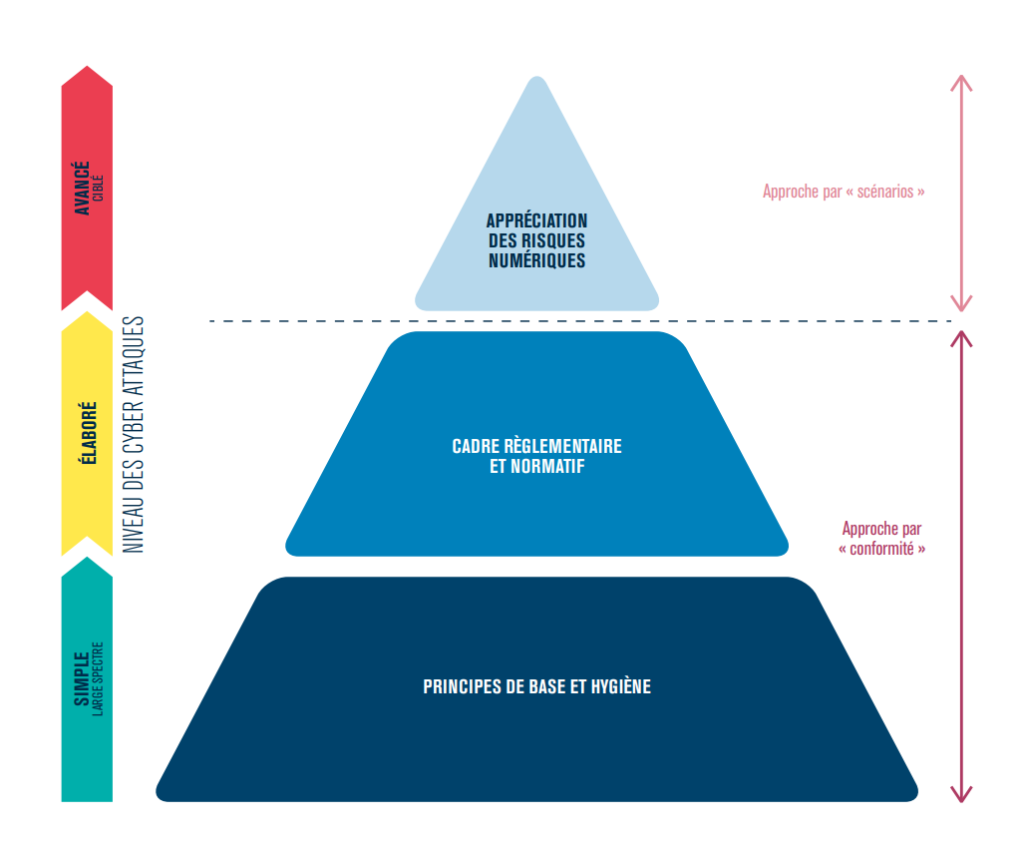 AVANCÉ
CIBLÉ
APPRÉCIATION
DES RISQUES
NUMÉRIQUES
Approche par « scénarios »
NIVEAU DES CYBER ATTAQUES
ÉLABORÉ
CADRE RÈGLEMENTAIRE
ET NORMATIF
Approche par
« conformité »
SIMPLE
LARGE SPECTRE
PRINCIPES DE BASE ET HYGIÈNE